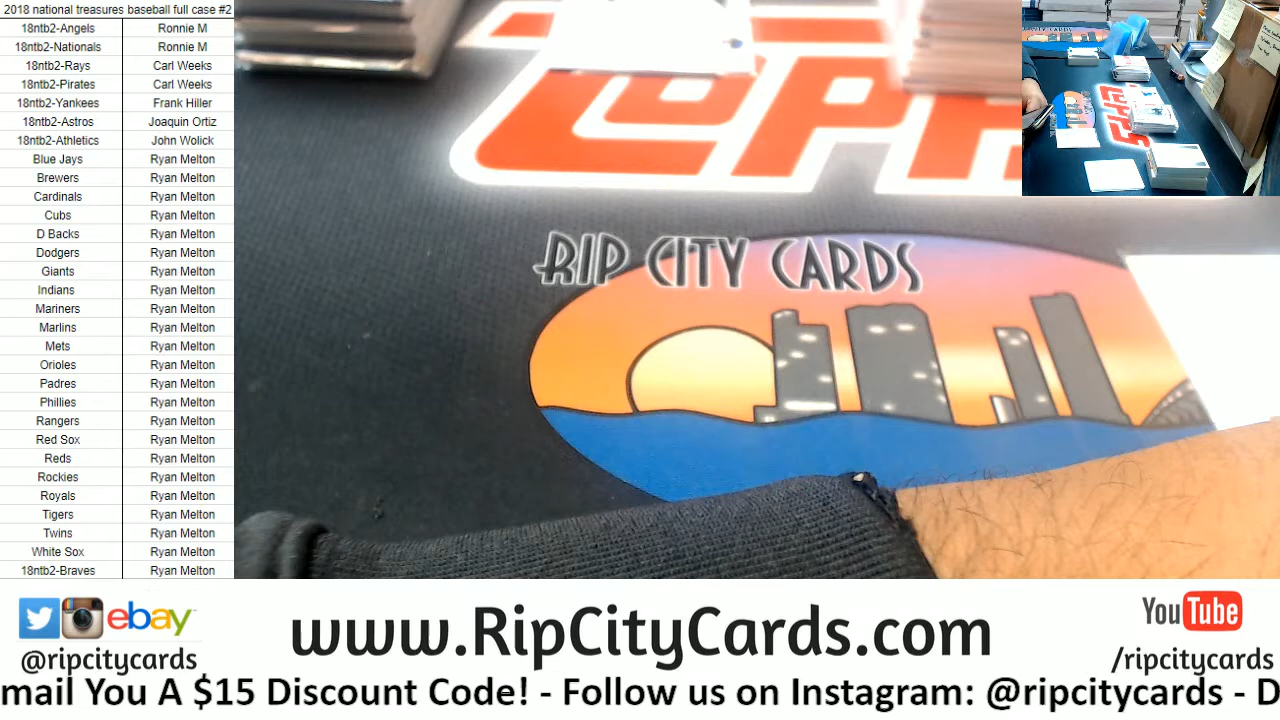 2018 national treasures baseball full case #2
18ntb2-Angels Ronnie M
18ntb2-Nationals Ronnie M
18ntb2-Rays Carl Weeks
18ntb2-Pirates Carl Weeks
18ntb2-Yankees Frank Hiller
18ntb2-Astros Joaquin Ortiz
18ntb2-Athletics John Wolick
Blue Jays Ryan Melton
Brewers Ryan Melton
Cardinals Ryan Melton
Cubs Ryan Melton
D Backs Ryan Melton
Dodgers Ryan Melton
Giants Ryan Melton
Indians Ryan Melton
Mariners Ryan Melton
Marlins Ryan Melton
Mets Ryan Melton
Orioles Ryan Melton
Padres Ryan Melton
Phillies Ryan Melton
Rangers Ryan Melton
Red Sox Ryan Melton
Reds Ryan Melton
Rockies Ryan Melton
Royals Ryan Melton
Tigers Ryan Melton
Twins Ryan Melton
White Sox Ryan Melton
18ntb2-Braves Ryan Melton
RIP CITY CARDS
ebay
@ripcitycards
www.RipCityCards.com
YouTube
/ripcitycards
mail You A $15 Discount Code! - Follow us on Instagram: @ripcitycards - D